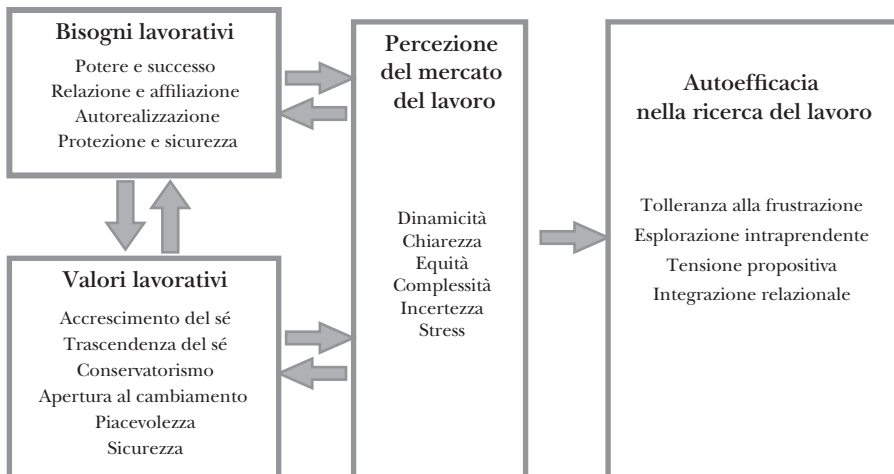 Bisogni lavorativi
Potere e successo
Relazione e affiliazione
Autorealizzazione
Protezione e sicurezza
Valori lavorativi
Accrescimento del sé
Trascendenza del sé
Conservatorismo
Apertura al cambiamento
Piacevolezza
Sicurezza
Percezione
del mercato
del lavoro
Dinamicità
Chiarezza
Equità
Complessità
Incertezza
Stress
Autoefficacia
nella ricerca del lavoro
Tolleranza alla frustrazione
Esplorazione intraprendente
Tensione propositiva
Integrazione relazionale